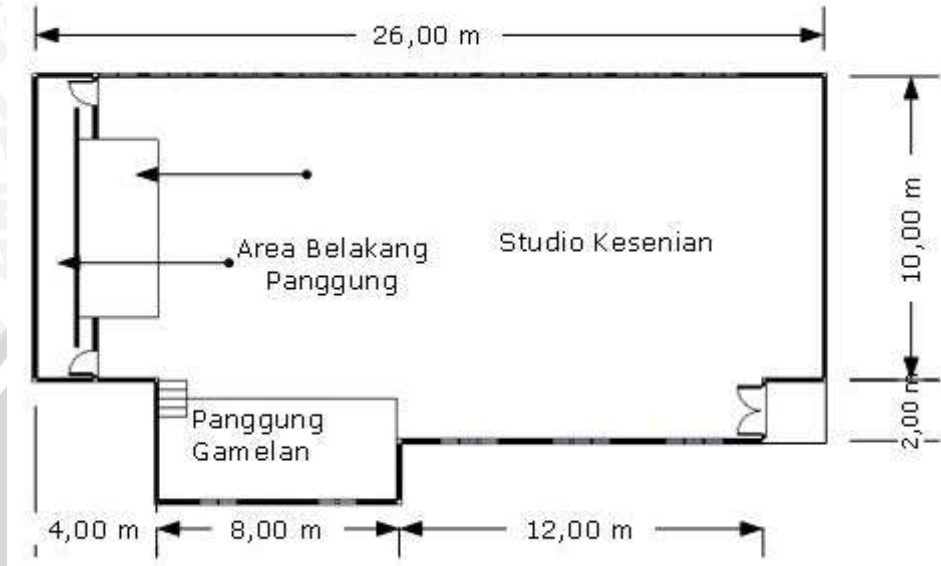 26,00 m
10,00 m
Area Belakang
Panggung
Studio Kesenian
2,00 m
Panggung
Gamelan
4,00 m
8,00 m
12,00 m